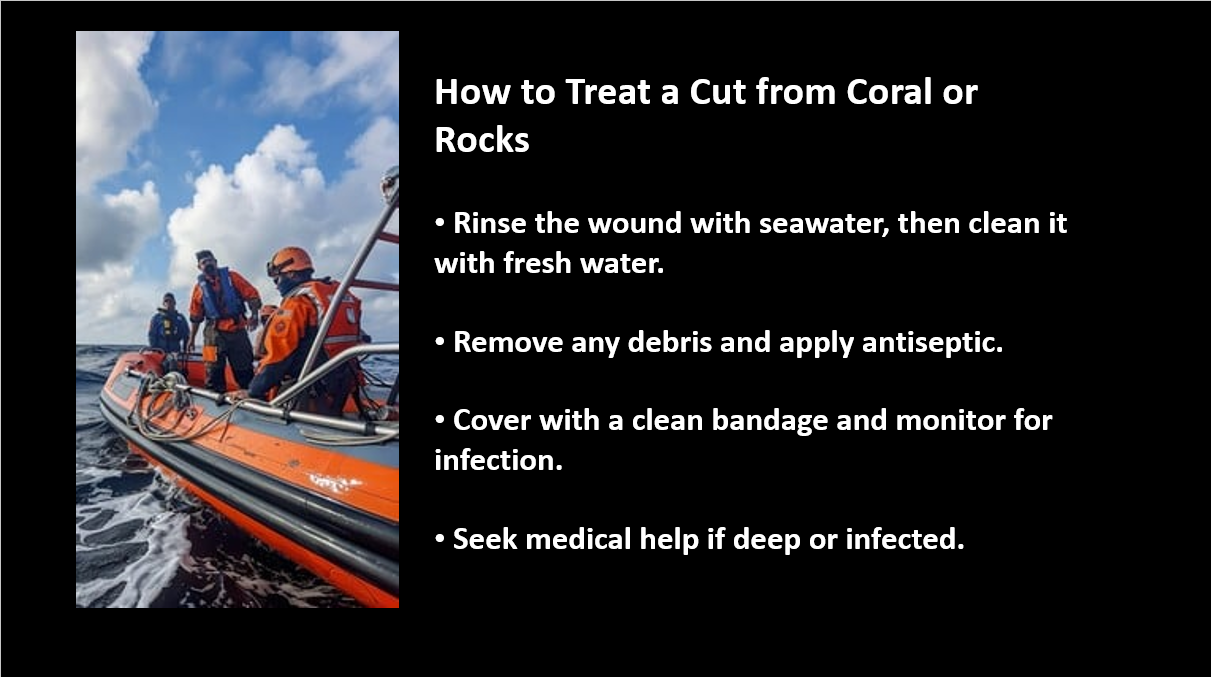 How to Treat a Cut from Coral or
Rocks
• Rinse the wound with seawater, then clean it
with fresh water.
• Remove any debris and apply antiseptic.
• Cover with a clean bandage and monitor for
infection.
• Seek medical help if deep or infected.